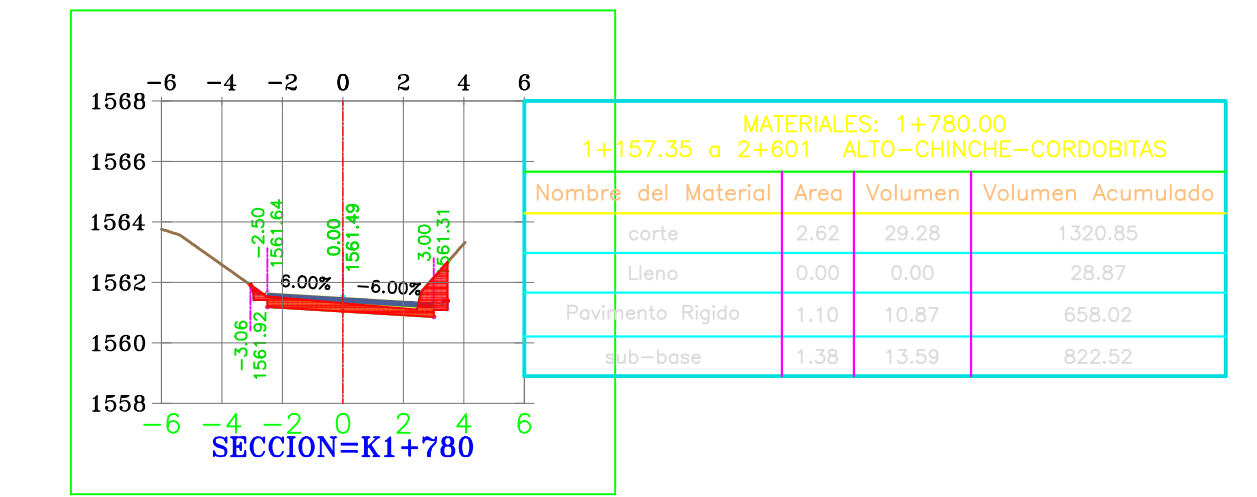 −6 −4 −2 0 2 4 6
1568
1566
1564
1562
1560
1558
−2.50
1561.64
0.00
1561.49
3.00
561.31
6.00% −6.00%
−3.06
1561.92
−6 −4 −2 0 2 4 6
SECCION=K1+780
MATERIALES: 1+780.00
1+157.35 a 2+601 ALTO−CHINCHE−CORDOBITAS
Nombre del Material Area Volumen Volumen Acumulado
corte 2.62 29.28 1320.85
Lleno 0.00 0.00 28.87
Pavimento Rigido 1.10 10.87 658.02
sub−base 1.38 13.59 822.52